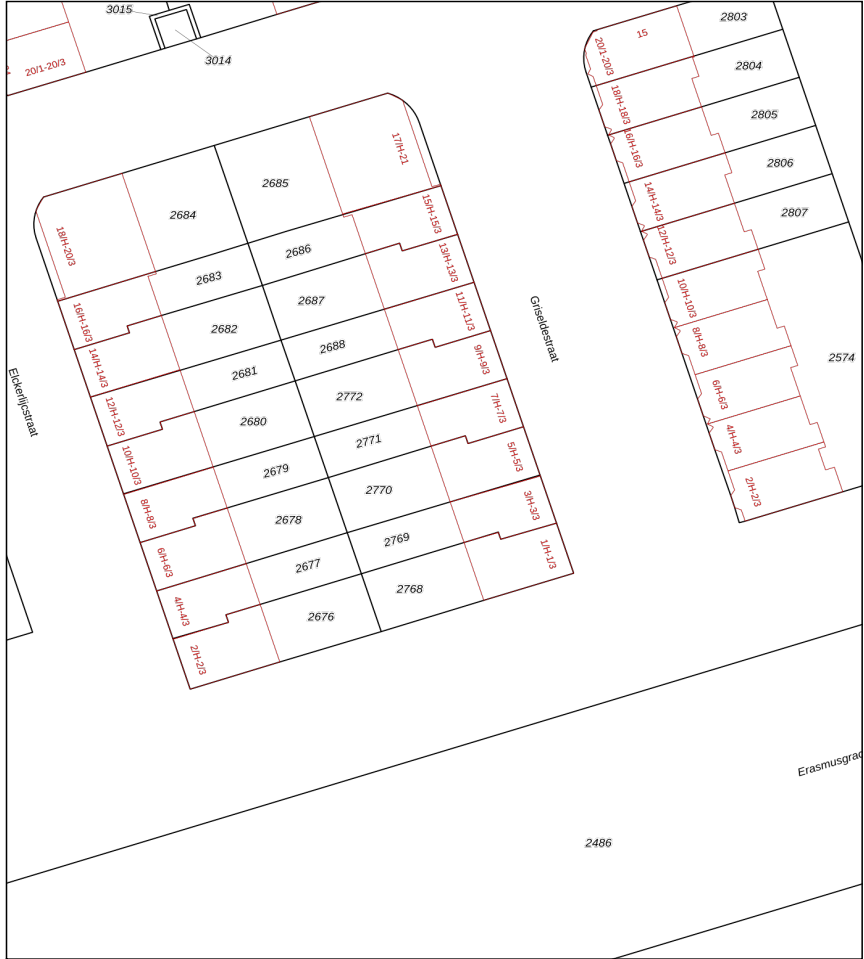 3015
3014
20/1-20/3
15
20/1-20/3
2803
2804
2805
2806
2807
18/H-18/3
16/H-16/3
14/H-14/3
12/H-12/3
10/H-10/3
8/H-8/3
6/H-6/3
4/H-4/3
2/H-2/3
2574
17/H-21
2685
2684
18/H-20/3
15/H-15/3
2686
2683
16/H-16/3
13/H-13/3
2687
2682
14/H-14/3
11/H-11/3
2688
2681
12/H-12/3
9/H-9/3
2772
2680
10/H-10/3
7/H-7/3
2771
2679
8/H-8/3
5/H-5/3
2770
2678
6/H-6/3
3/H-3/3
2769
2677
4/H-4/3
1/H-1/3
2768
2676
2/H-2/3
Griseldestraat
Elckerlijcstraat
Erasmusgrac
2486